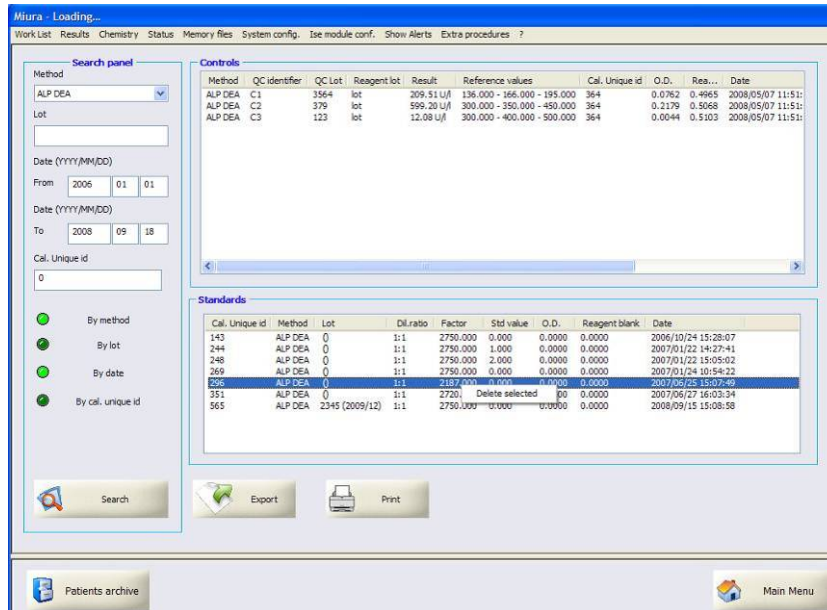 Miura - Loading...
Work List Results Chemistry Status Memory files System config. Ise module conf. Show Alerts Extra procedures ?
Search panel
Method
ALP DEA
Lot
Date (YYYY/MM/DD)
From 2006 01 01
Date (YYYY/MM/DD)
To 2008 09 18
Cal. Unique id
0
By method
By lot
By date
By cal. unique id
Search
Controls
Method QC identifier QC Lot Reagent lot Result Reference values Cal. Unique id O.D. Rea... Date
ALP DEA C1 3564 lot 209.51 U/l 136.000 - 166.000 - 195.000 364 0.0762 0.4965 2008/05/07 11:51:
ALP DEA C2 379 lot 599.20 U/l 300.000 - 350.000 - 450.000 364 0.2179 0.5068 2008/05/07 11:51:
ALP DEA C3 123 lot 12.08 U/l 300.000 - 400.000 - 500.000 364 0.0044 0.5103 2008/05/07 11:51:
Standards
Cal. Unique id Method Lot Dil.ratio Factor Std value O.D. Reagent blank Date
143 ALP DEA () 1:1 2750.000 0.000 0.0000 0.0000 2006/10/24 15:28:07
244 ALP DEA () 1:1 2750.000 1.000 0.0000 0.0000 2007/01/22 14:27:41
248 ALP DEA () 1:1 2750.000 2.000 0.0000 0.0000 2007/01/22 15:05:02
269 ALP DEA () 1:1 2750.000 0.000 0.0000 0.0000 2007/01/24 10:54:22
296 ALP DEA () 1:1 2187.000 0.000 0.0000 0.0000 2007/06/25 15:07:49
351 ALP DEA () 1:1 2720. 00 0.0000 2007/06/27 16:03:34
Delete selected
565 ALP DEA 2345 (2009/12) 1:1 2750.000 0.000 0.0000 0.0000 2008/09/15 15:08:58
Export Print
Patients archive Main Menu